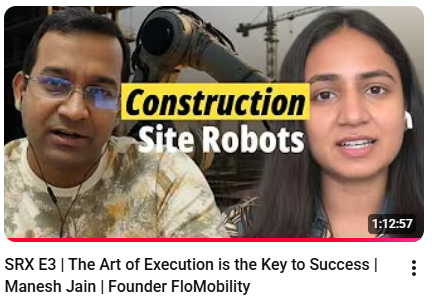 Construction
Site Robots
1:12:57
SRX E3 | The Art of Execution is the Key to Success |
Manesh Jain | Founder FloMobility